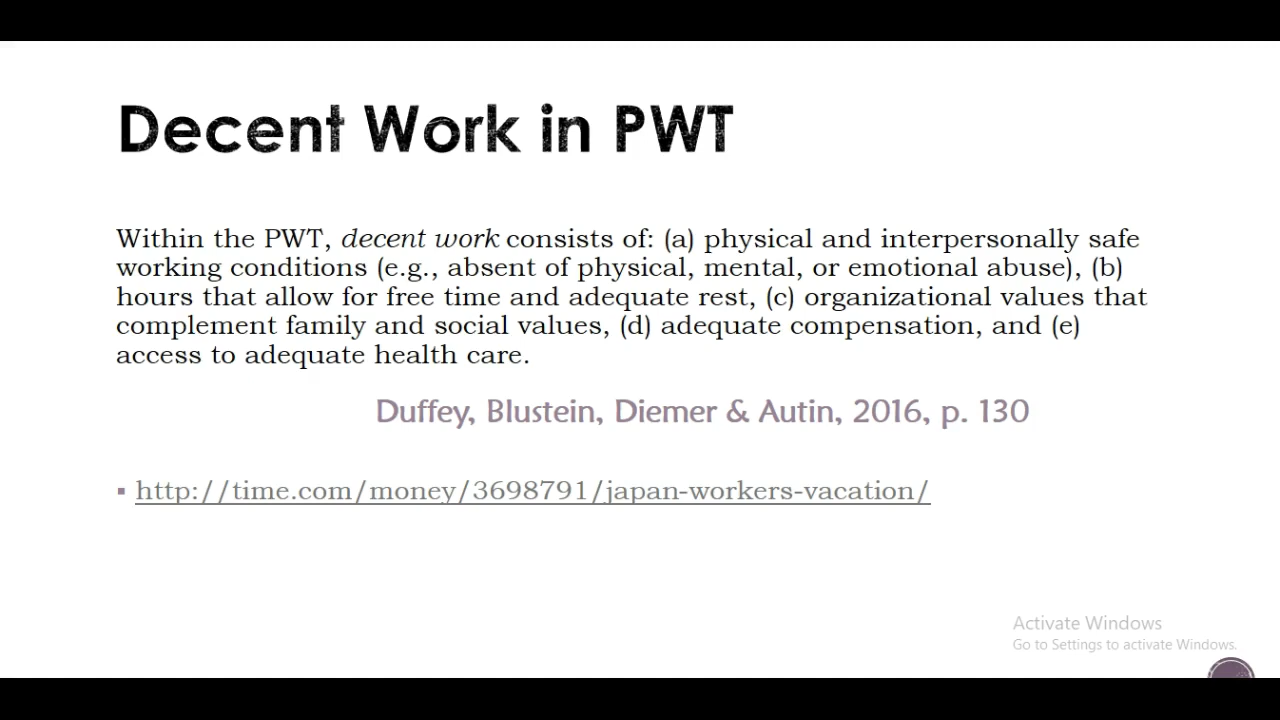 Decent Work in PWT
Within the PWT, decent work consists of: (a) physical and interpersonally safe
working conditions (e.g., absent of physical, mental, or emotional abuse), (b)
hours that allow for free time and adequate rest, (c) organizational values that
complement family and social values, (d) adequate compensation, and (e)
access to adequate health care.
Duffey, Blustein, Diemer & Autin, 2016, p. 130
▪ http://time.com/money/3698791/japan-workers-vacation/
Activate Windows
Go to Settings to activate Windows.